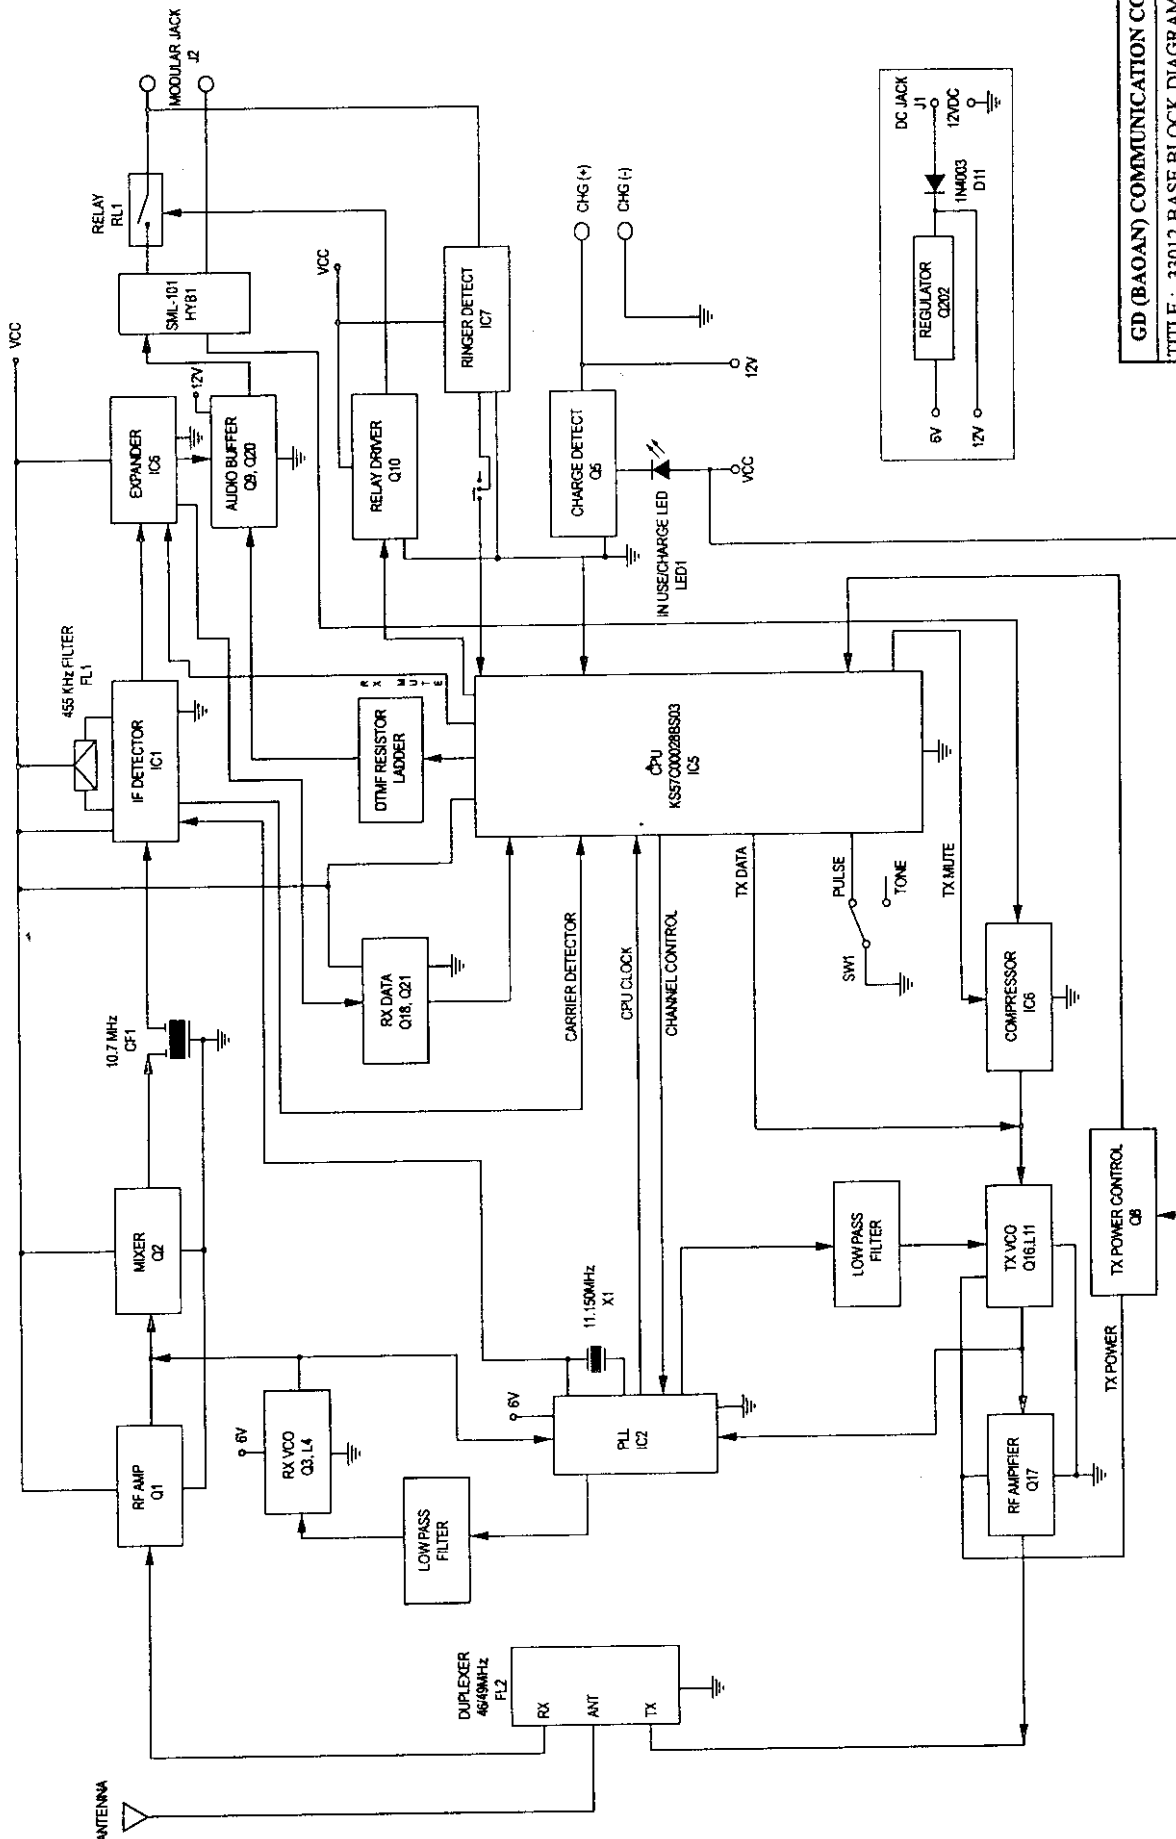 ANTENNA
DUPLEXER
46/49MHz
FL2
RX
ANT
TX
RF AMP
Q1
MIXER
Q2
10.7 MHz
CF1
455 KHz FILTER
FL1
IF DETECTOR
IC1
EXPANDER
IC6
VCC
12V
AUDIO BUFFER
Q9, Q20
SML-101
HYB1
RELAY
RL1
MODULAR JACK
J2
6V
RX VCO
Q3, L4
LOW PASS
FILTER
RX DATA
Q18, Q21
DTMF RESISTOR
LADDER
RX MUTE
RELAY DRIVER
Q10
VCC
RINGER DETECT
IC7
6V
PLL
IC2
11.150MHz
X1
CARRIER DETECTOR
CPU CLOCK
CHANNEL CONTROL
CPU
IC5
CHARGE DETECT
Q5
CHG (+)
CHG (-)
12V
IN USE/CHARGE LED
LED1
VCC
TX DATA
PULSE
TONE
SW1
TX MUTE
LOW PASS
FILTER
COMPRESSOR
IC6
TX VCO
Q16,L11
RF AMPIFIER
Q17
TX POWER
TX POWER CONTROL
Q8
DC JACK
J1
12VDC
1N4003
D11
REGULATOR
Q202
6V
12V
GD (BAOAN) COMMUNICATION
TITLE : 33012 BASE BLOCK DIAGRAM